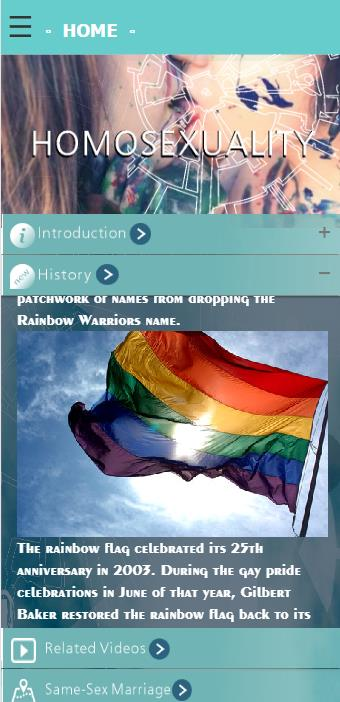 HOME
HOMOSEXUALITY
Introduction
new History
patchwork of names from dropping the
Rainbow Warriors name.
The rainbow flag celebrated its 25th
anniversary in 2003. During the gay pride
celebrations in June of that year, Gilbert
Baker restored the rainbow flag back to its
Related Videos
Same-Sex Marriage